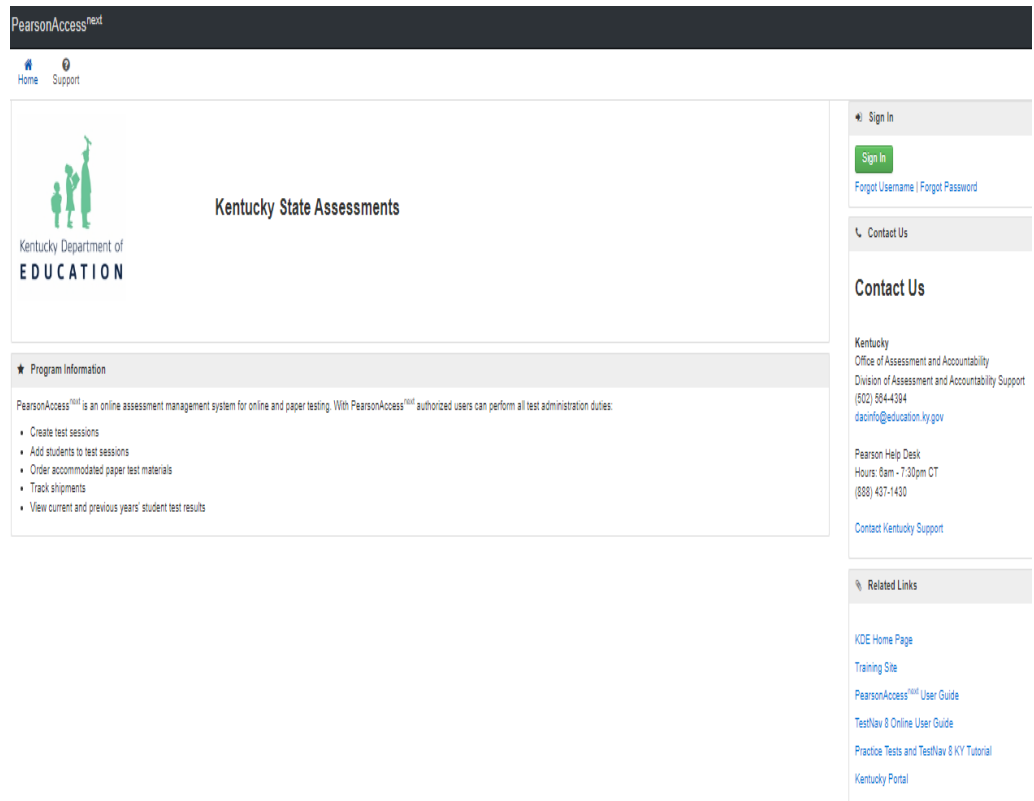 PearsonAccessnext
Home
Support
Kentucky Department of
EDUCATION
Kentucky State Assessments
Program Information
PearsonAccessnext is an online assessment management system for online and paper testing. With PearsonAccessnext authorized users can perform all test administration duties:
• Create test sessions
• Add students to test sessions
• Order accommodated paper test materials
• Track shipments
• View current and previous years' student test results
Sign In
Sign In
Forgot Username | Forgot Password
Contact Us
Contact Us
Kentucky
Office of Assessment and Accountability
Division of Assessment and Accountability Support
(502) 564-4394
dacinfo@education.ky.gov
Pearson Help Desk
Hours: 6am - 7:30pm CT
(888) 437-1430
Contact Kentucky Support
Related Links
KDE Home Page
Training Site
PearsonAccessnext User Guide
TestNav 8 Online User Guide
Practice Tests and TestNav 8 KY Tutorial
Kentucky Portal